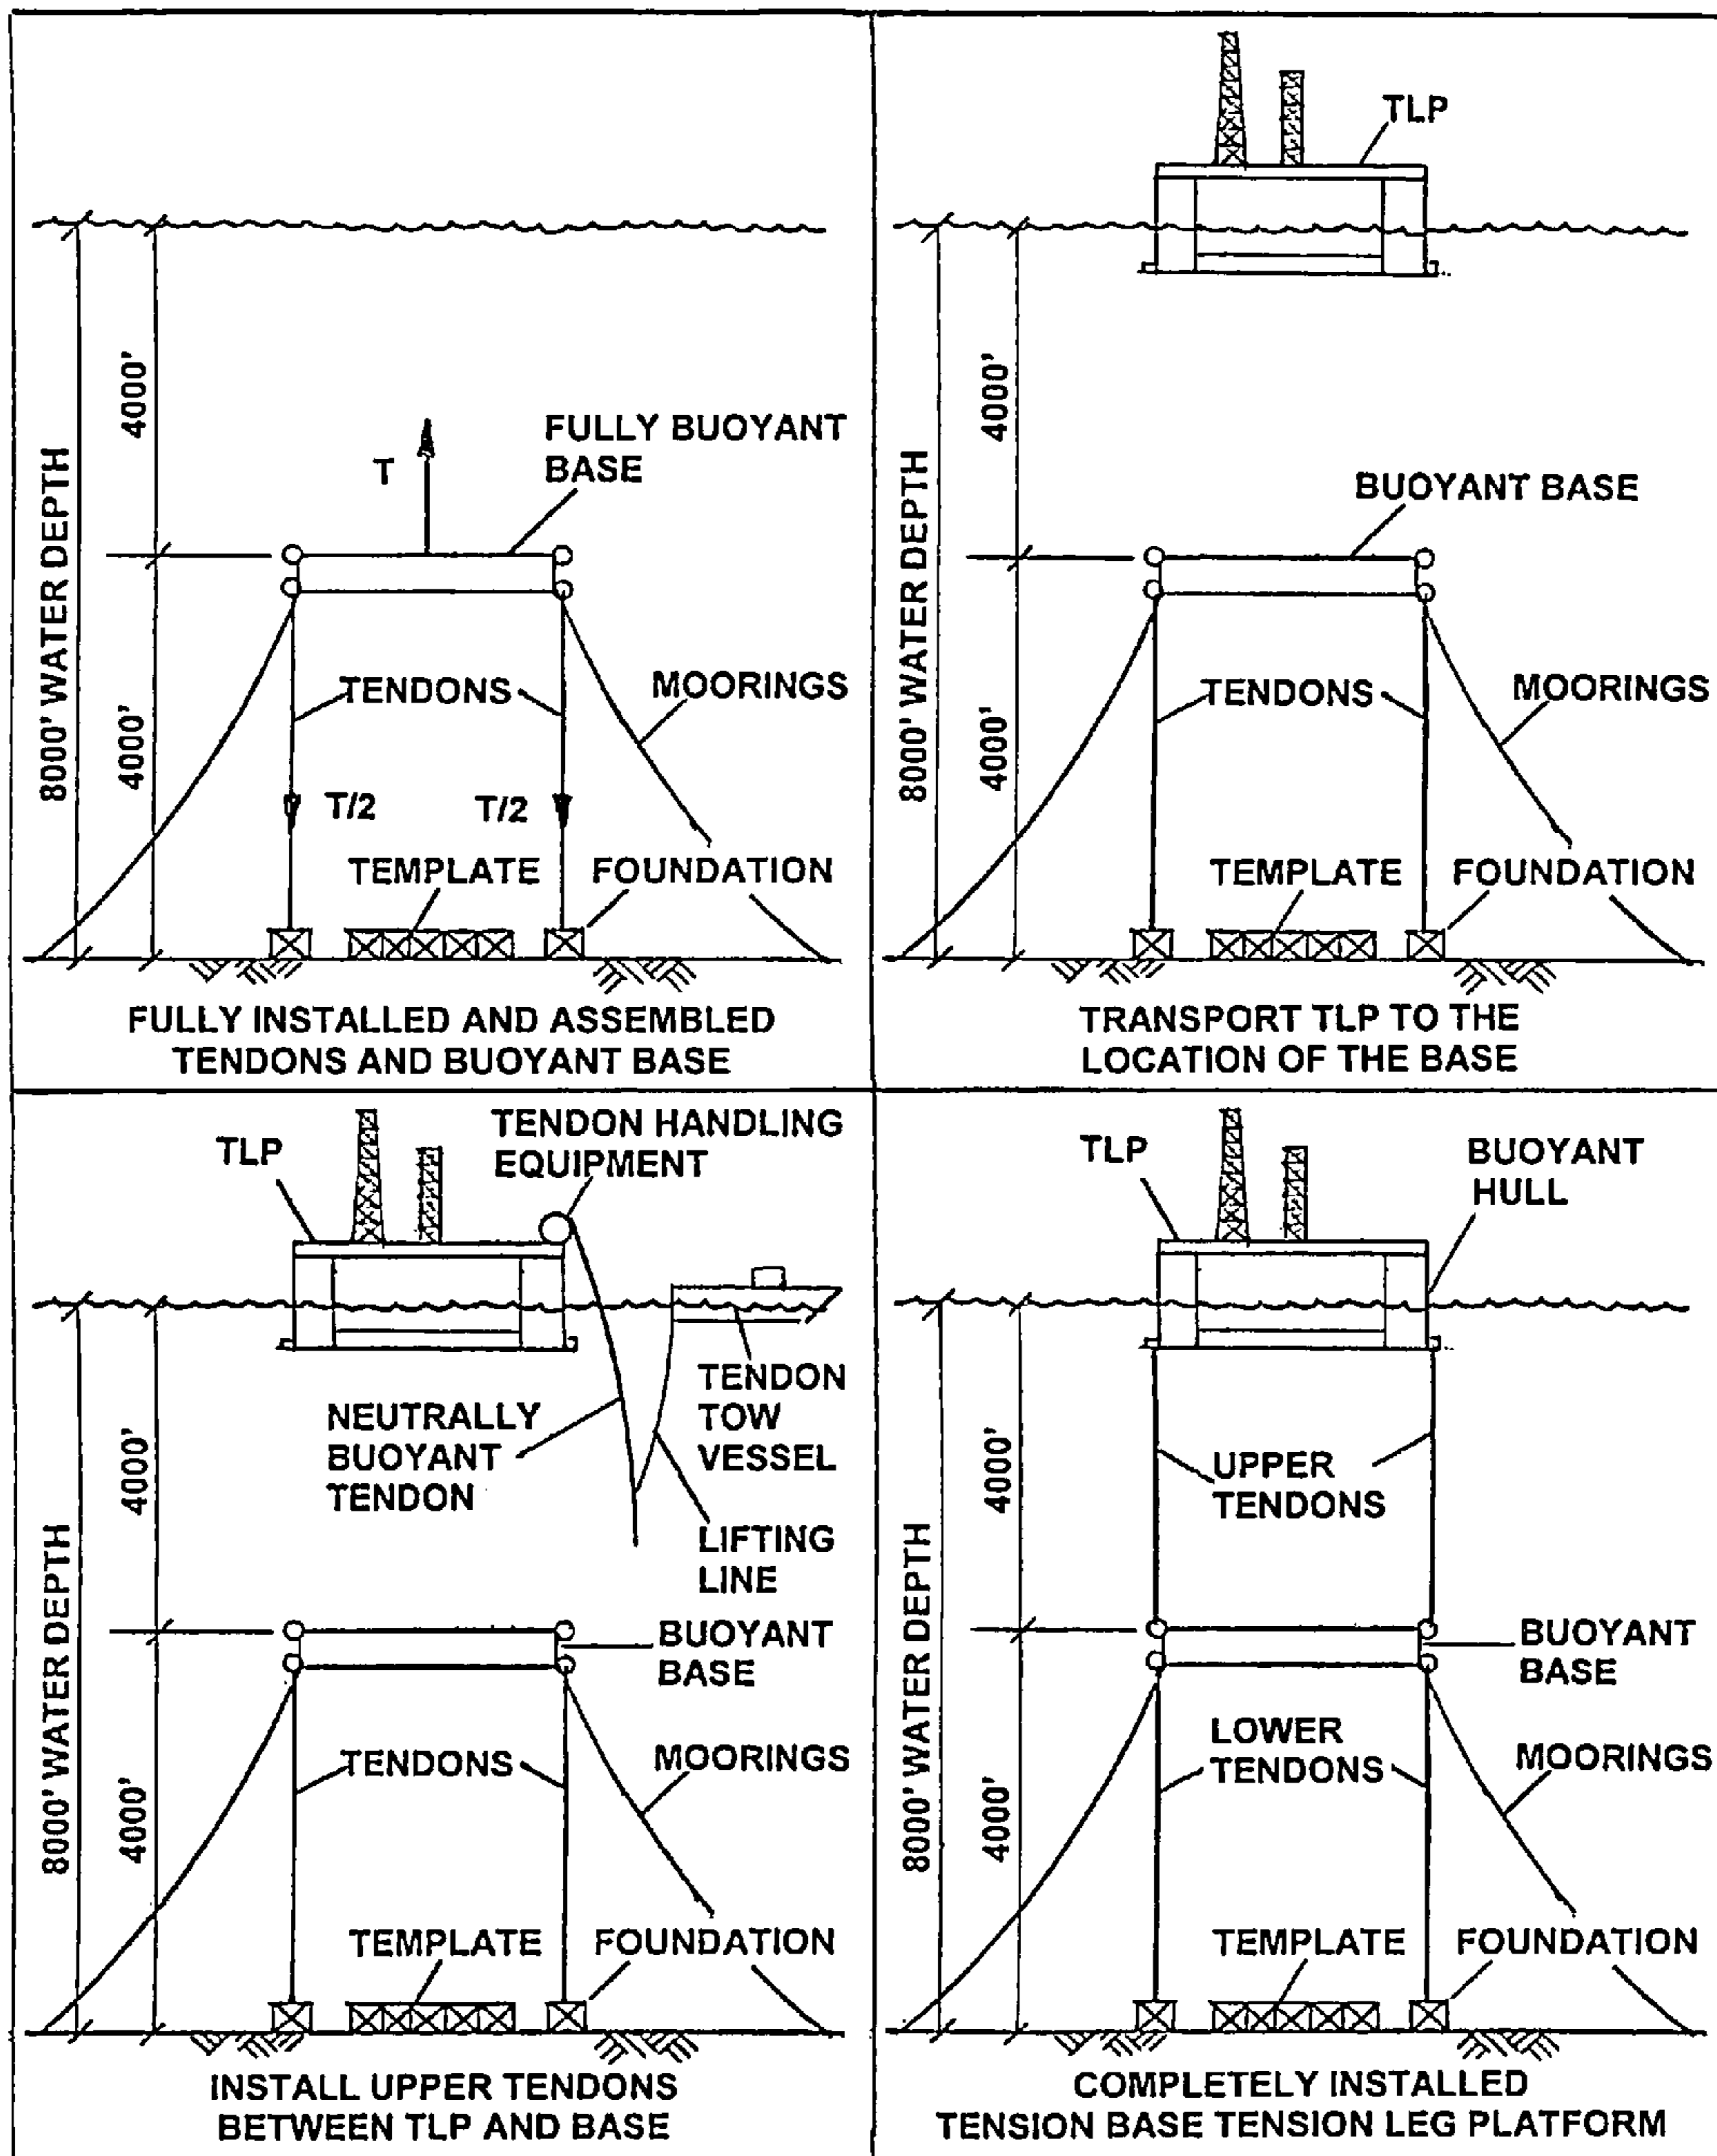 TLP
4000'
8000' WATER DEPTH
4000'
T
FULLY BUOYANT
BASE
TENDONS
MOORINGS
T/2
T/2
TEMPLATE
FOUNDATION
FULLY INSTALLED AND ASSEMBLED
TENDONS AND BUOYANT BASE
4000'
8000' WATER DEPTH
4000'
BUOYANT BASE
TENDONS
MOORINGS
TEMPLATE
FOUNDATION
TRANSPORT TLP TO THE
LOCATION OF THE BASE
TLP
TENDON HANDLING
EQUIPMENT
NEUTRALLY
BUOYANT
TENDON
TENDON
TOW
VESSEL
LIFTING
LINE
4000'
8000' WATER DEPTH
4000'
BUOYANT
BASE
TENDONS
MOORINGS
TEMPLATE
FOUNDATION
INSTALL UPPER TENDONS
BETWEEN TLP AND BASE
TLP
BUOYANT
HULL
UPPER
TENDONS
4000'
8000' WATER DEPTH
4000'
BUOYANT
BASE
LOWER
TENDONS
MOORINGS
TEMPLATE
FOUNDATION
COMPLETELY INSTALLED
TENSION BASE TENSION LEG PLATFORM